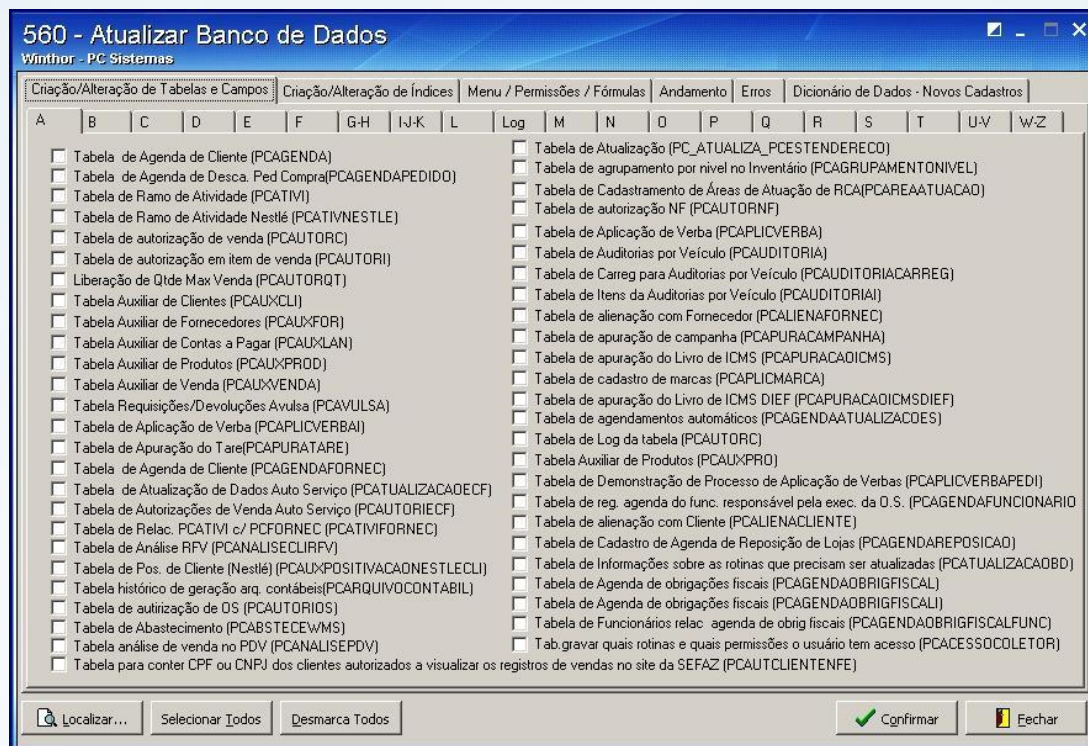 560 - Atualizar Banco de Dados
Winthor - PC Sistemas
Criação/Alteração de Tabelas e Campos Criação/Alteração de Índices Menu / Permissões / Fórmulas Andamento Erros Dicionário de Dados - Novos Cadastros
A B C D E F G-H I-J-K L Log M N O P Q R S T U-V W-Z
Tabela de Agenda de Cliente (PCAGENDA)
Tabela de Agenda de Desca. Ped Compra(PCAGENDAPEDIDO)
Tabela de Ramo de Atividade (PCATIVI)
Tabela de Ramo de Atividade Nestlé (PCATIVNESTLE)
Tabela de autorização de venda (PCAUTORC)
Tabela de autorização em item de venda (PCAUTORI)
Liberação de Qtde Max Venda (PCAUTORQT)
Tabela Auxiliar de Clientes (PCAUXCLI)
Tabela Auxiliar de Fornecedores (PCAUXFOR)
Tabela Auxiliar de Contas a Pagar (PCAUXLAN)
Tabela Auxiliar de Produtos (PCAUXPROD)
Tabela Auxiliar de Venda (PCAUXVENDA)
Tabela Requisições/Devoluções Avulsa (PCAVULSA)
Tabela de Aplicação de Verba (PCAPLICVERBAI)
Tabela de Apuração do Tare(PCAPURATARE)
Tabela de Agenda de Cliente (PCAGENDAFORNEC)
Tabela de Atualização de Dados Auto Serviço (PCATUALIZACAOECF)
Tabela de Autorizações de Venda Auto Serviço (PCAUTORIECF)
Tabela de Relac. PCATIVI c/ PCFORNEC (PCATIVIFORNEC)
Tabela de Análise RFV (PCANALISECLIRFV)
Tabela de Pos. de Cliente (Nestlé) (PCAUXPOSITIVACAONESTLECLI)
Tabela histórico de geração arq. contábeis(PCARQUIVOCONTABIL)
Tabela de autirização de OS (PCAUTORIOS)
Tabela de Abastecimento (PCABSTECEWMS)
Tabela análise de venda no PDV (PCANALISEPDV)
Tabela para conter CPF ou CNPJ dos clientes autorizados a visualizar os registros de vendas no site da SEFAZ (PCAUTCLIENTENFE)
Tabela de Atualização (PC_ATUALIZA_PCESTENDERECO)
Tabela de agrupamento por nivel no Inventário (PCAGRUPAMENTONIVEL)
Tabela de Cadastramento de Áreas de Atuação de RCA(PCAREAATUACAO)
Tabela de autorização NF (PCAUTORNF)
Tabela de Aplicação de Verba (PCAPLICVERBA)
Tabela de Auditorias por Veículo (PCAUDITORIA)
Tabela de Carreg para Auditorias por Veículo (PCAUDITORIACARREG)
Tabela de Itens da Auditorias por Veículo (PCAUDITORIAI)
Tabela de alienação com Fornecedor (PCALIENAFORNEC)
Tabela de apuração de campanha (PCAPURACAMPANHA)
Tabela de apuração do Livro de ICMS (PCAPURACAOICMS)
Tabela de cadastro de marcas (PCAPLICMARCA)
Tabela de apuração do Livro de ICMS DIEF (PCAPURACAOICMSDIEF)
Tabela de agendamentos automáticos (PCAGENDAATUALIZACOES)
Tabela de Log da tabela (PCAUTORC)
Tabela Auxiliar de Produtos (PCAUXPRO)
Tabela de Demonstração de Processo de Aplicação de Verbas (PCAPLICVERBAPEDI)
Tabela de reg. agenda do func. responsável pela exec. da O.S. (PCAGENDAFUNCIONARIO
Tabela de alienação com Cliente (PCALIENACLIENTE)
Tabela de Cadastro de Agenda de Reposição de Lojas (PCAGENDAREPOSICAO)
Tabela de Informações sobre as rotinas que precisam ser atualizadas (PCATUALIZACAOBD)
Tabela de Agenda de obrigações fiscais (PCAGENDAOBRIGFISCAL)
Tabela de Agenda de obrigações fiscais (PCAGENDAOBRIGFISCALI)
Tabela de Funcionários relac agenda de obrig fiscais (PCAGENDAOBRIGFISCALFUNC)
Tab.gravar quais rotinas e quais permissões o usuário tem acesso (PCACESSOCOLETOR)
Localizar... Selecionar Todos Desmarca Todos Confirmar Fechar